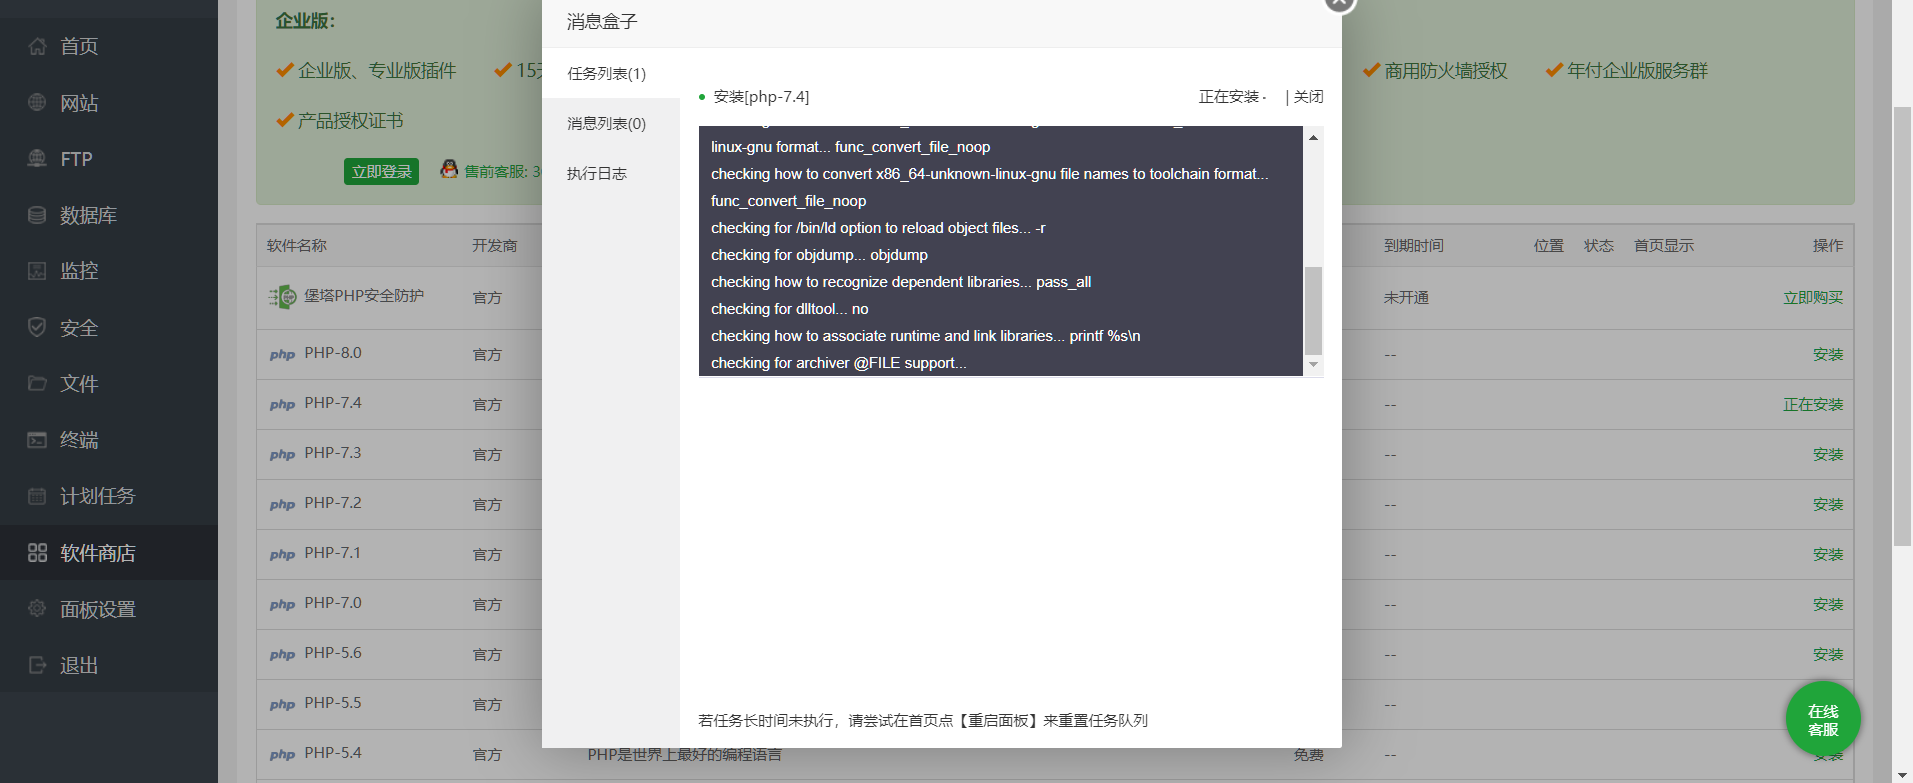 首页
网站
FTP
数据库
监控
安全
文件
终端
计划任务
软件商店
面板设置
退出
企业版：
企业版、专业版插件
15天
商用防火墙授权
年付企业版服务群
产品授权证书
立即登录
售前客服: 3
软件名称 开发商 到期时间 位置 状态 首页显示 操作
堡塔PHP安全防护 官方 未开通 立即购买
php PHP-8.0 官方 -- 安装
php PHP-7.4 官方 -- 正在安装
php PHP-7.3 官方 -- 安装
php PHP-7.2 官方 -- 安装
php PHP-7.1 官方 -- 安装
php PHP-7.0 官方 -- 安装
php PHP-5.6 官方 -- 安装
php PHP-5.5 官方 --
php PHP-5.4 官方 PHP是世界上最好的编程语言 免费 -- 安装
消息盒子
任务列表(1)
消息列表(0)
执行日志
安装[php-7.4] 正在安装 | 关闭
linux-gnu format... func_convert_file_noop
checking how to convert x86_64-unknown-linux-gnu file names to toolchain format...
func_convert_file_noop
checking for /bin/ld option to reload object files... -r
checking for objdump... objdump
checking how to recognize dependent libraries... pass_all
checking for dlltool... no
checking how to associate runtime and link libraries... printf %s\n
checking for archiver @FILE support...
若任务长时间未执行，请尝试在首页点【重启面板】来重置任务队列
在线
客服